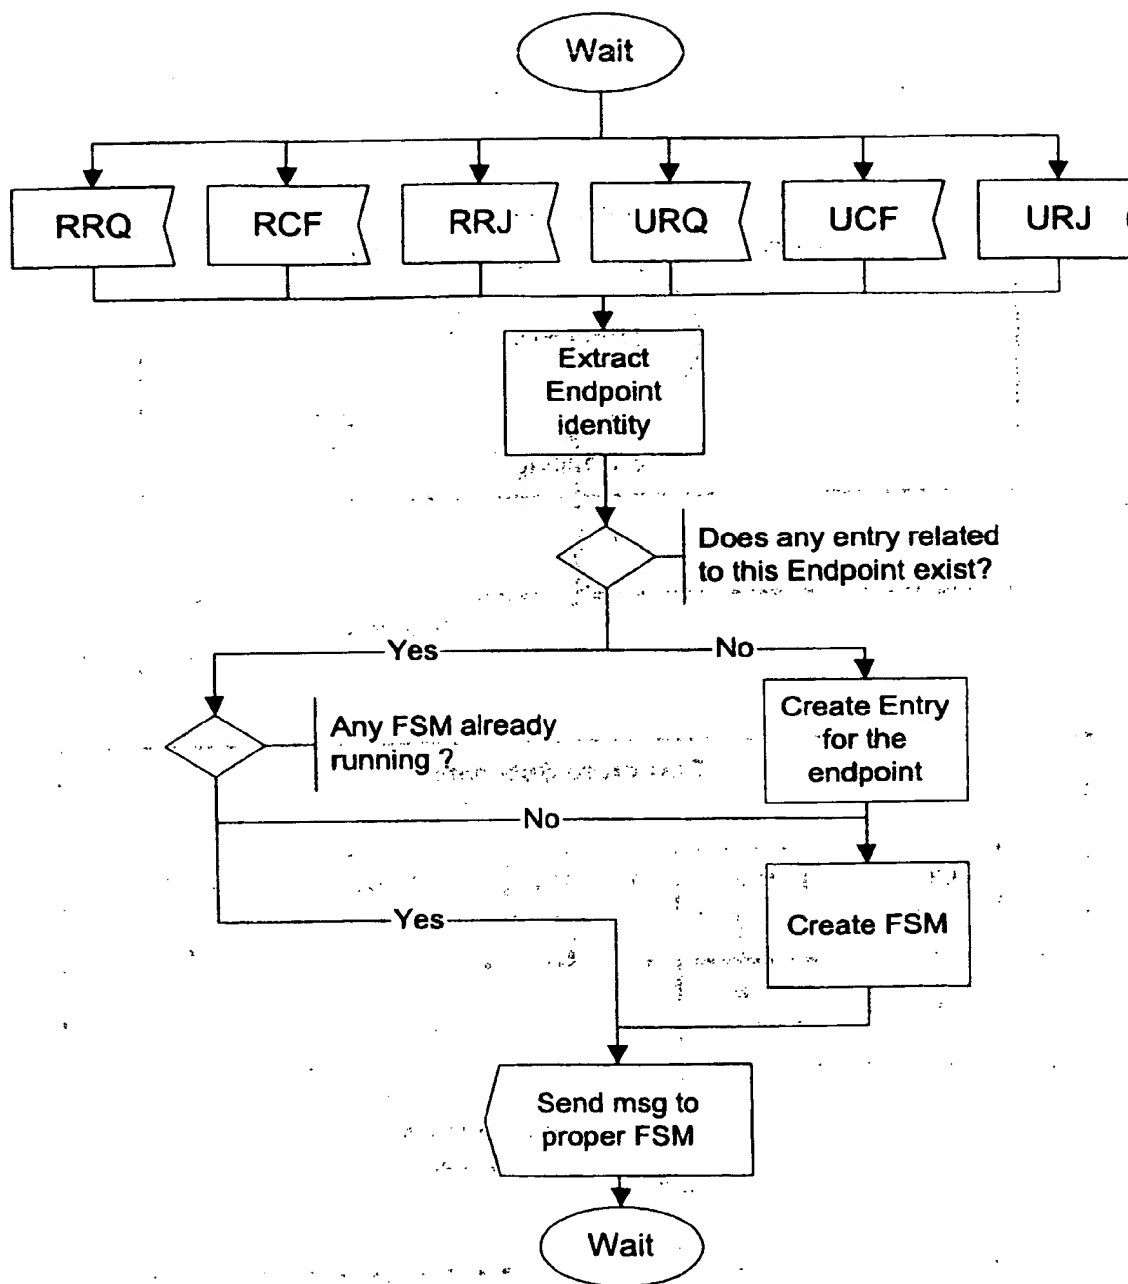 Wait
RRQ
RCF
RRJ
URQ
UCF
URJ
Extract
Endpoint
identity
Does any entry related
to this Endpoint exist?
Yes
No
Any FSM already
running ?
Create Entry
for the
endpoint
No
Yes
Create FSM
Send msg to
proper FSM
Wait